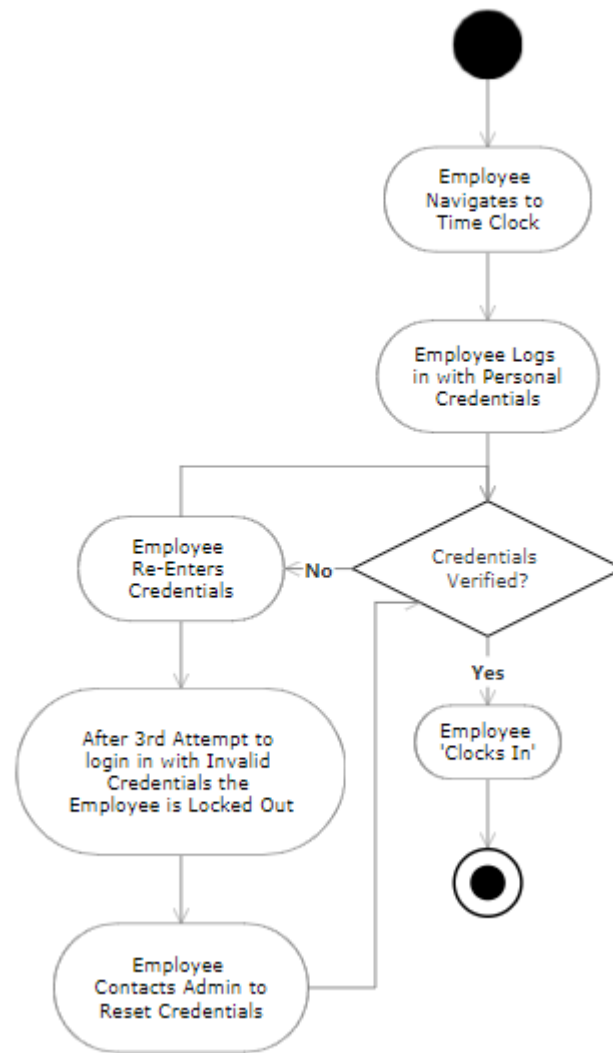 Employee
Navigates to
Time Clock
Employee Logs
in with Personal
Credentials
Employee
Re-Enters
Credentials
No
Credentials
Verified?
Yes
After 3rd Attempt to
login in with Invalid
Credentials the
Employee is Locked Out
Employee
'Clocks In'
Employee
Contacts Admin to
Reset Credentials